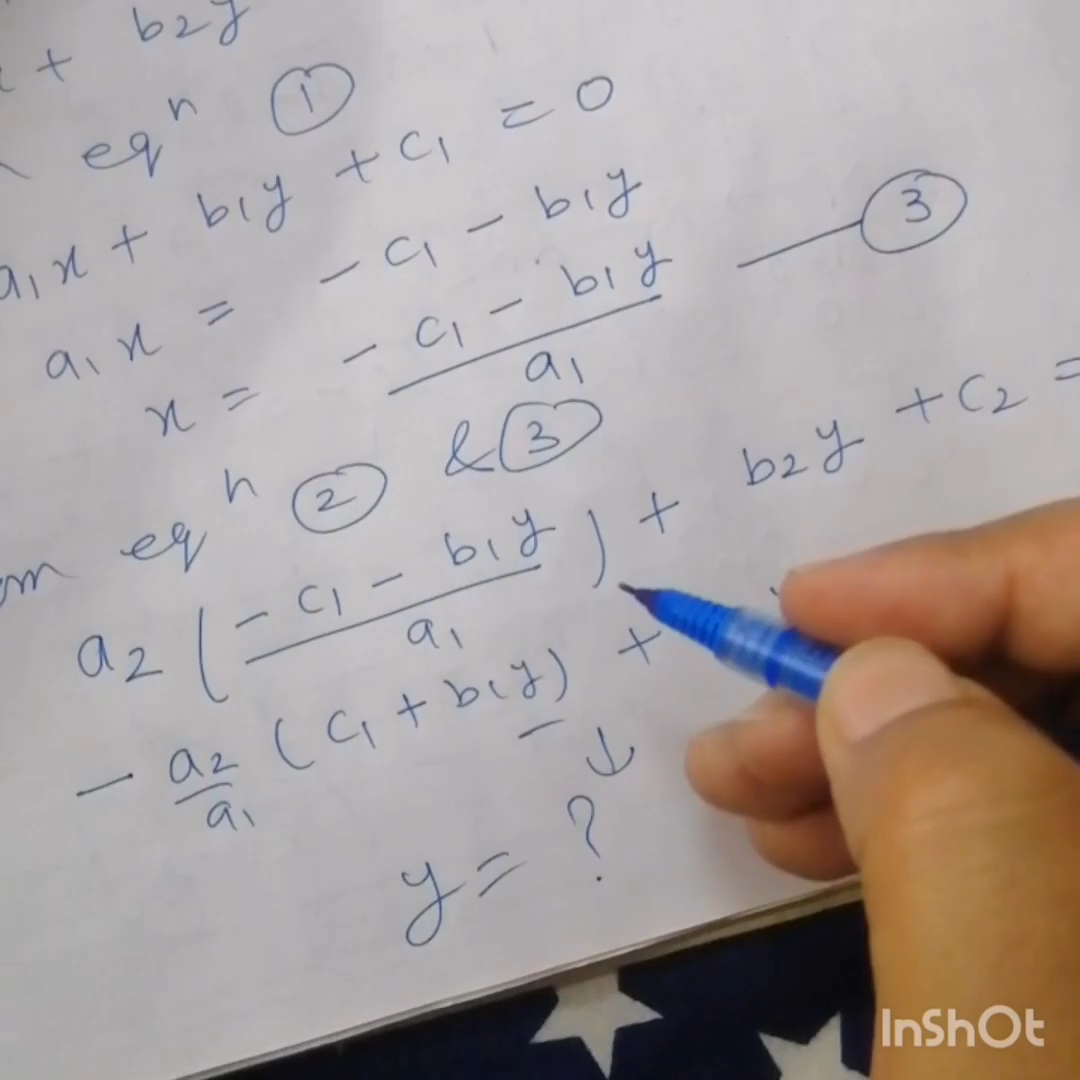 + b2y
eqⁿ ①
a₁x + b₁y + c₁ = 0
a₁x = - c₁ - b₁y
x = - c₁ - b₁y / a₁ — ③
eqⁿ ② & ③
a₂ ( - c₁ - b₁y / a₁ ) + b₂y + c₂ =
- a₂ / a₁ ( c₁ + b₁y ) +
↓
y = ?
InShOt